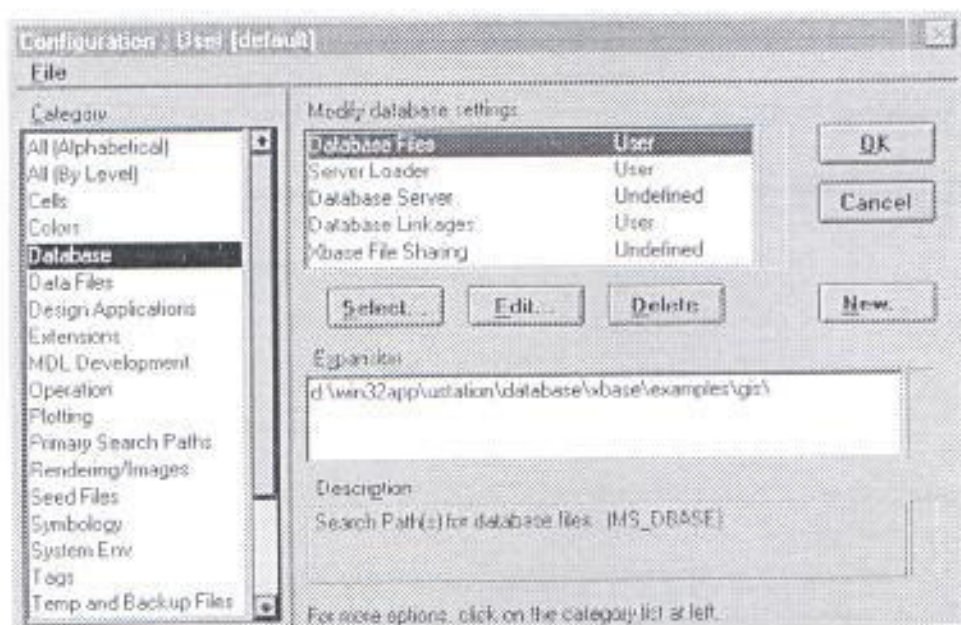 Configuration : User [default]
File
Category
All (Alphabetical)
All (By Level)
Cells
Colors
Database
Data Files
Design Applications
Extensions
MDL Development
Operation
Plotting
Primary Search Paths
Rendering/Images
Seed Files
Symbology
System Env
Tags
Temp and Backup Files
Modify database settings
Database Files User
Server Loader User
Database Server Undefined
Database Linkages User
Xbase File Sharing Undefined
Select...
Edit...
Delete
OK
Cancel
New.
Expansion
d:\win32app\ustation\database\xbase\examples\gis\
Description
Search Path(s) for database files. (MS_DBASE)
For more options, click on the category list at left.